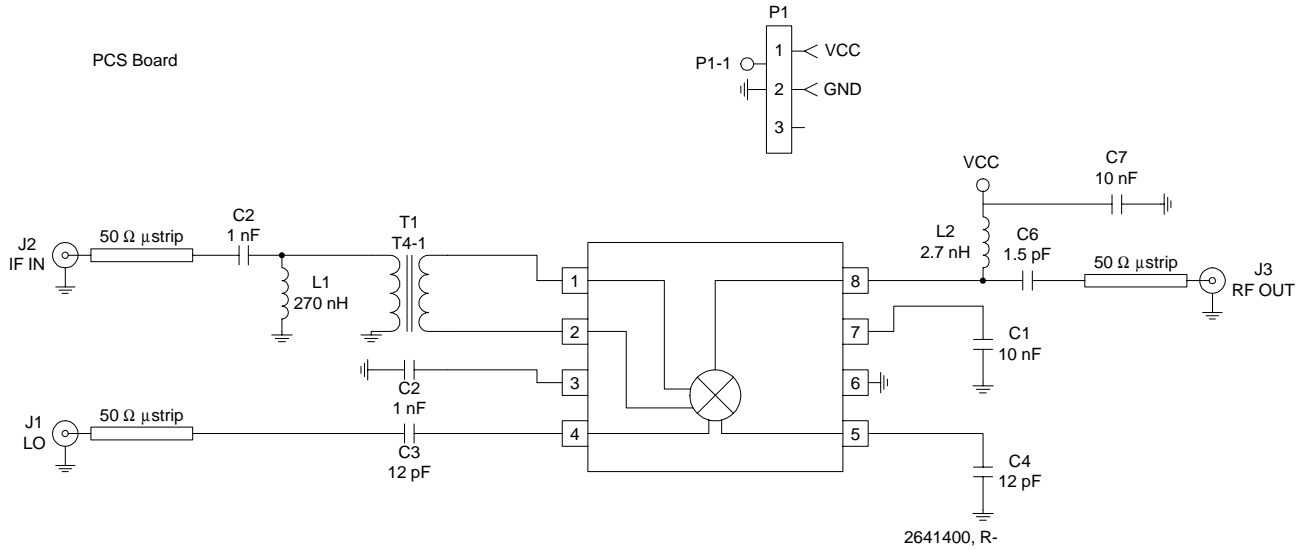 P1
PCS Board
1
VCC
P1-1
2
GND
3
VCC
C7
10 nF
J2
IF IN
50 Ω μstrip
C2
1 nF
L1
270 nH
T1
T4-1
L2
2.7 nH
C6
1.5 pF
50 Ω μstrip
J3
RF OUT
1
8
2
7
C1
10 nF
3
6
C2
1 nF
J1
LO
50 Ω μstrip
C3
12 pF
4
5
C4
12 pF
2641400, R-